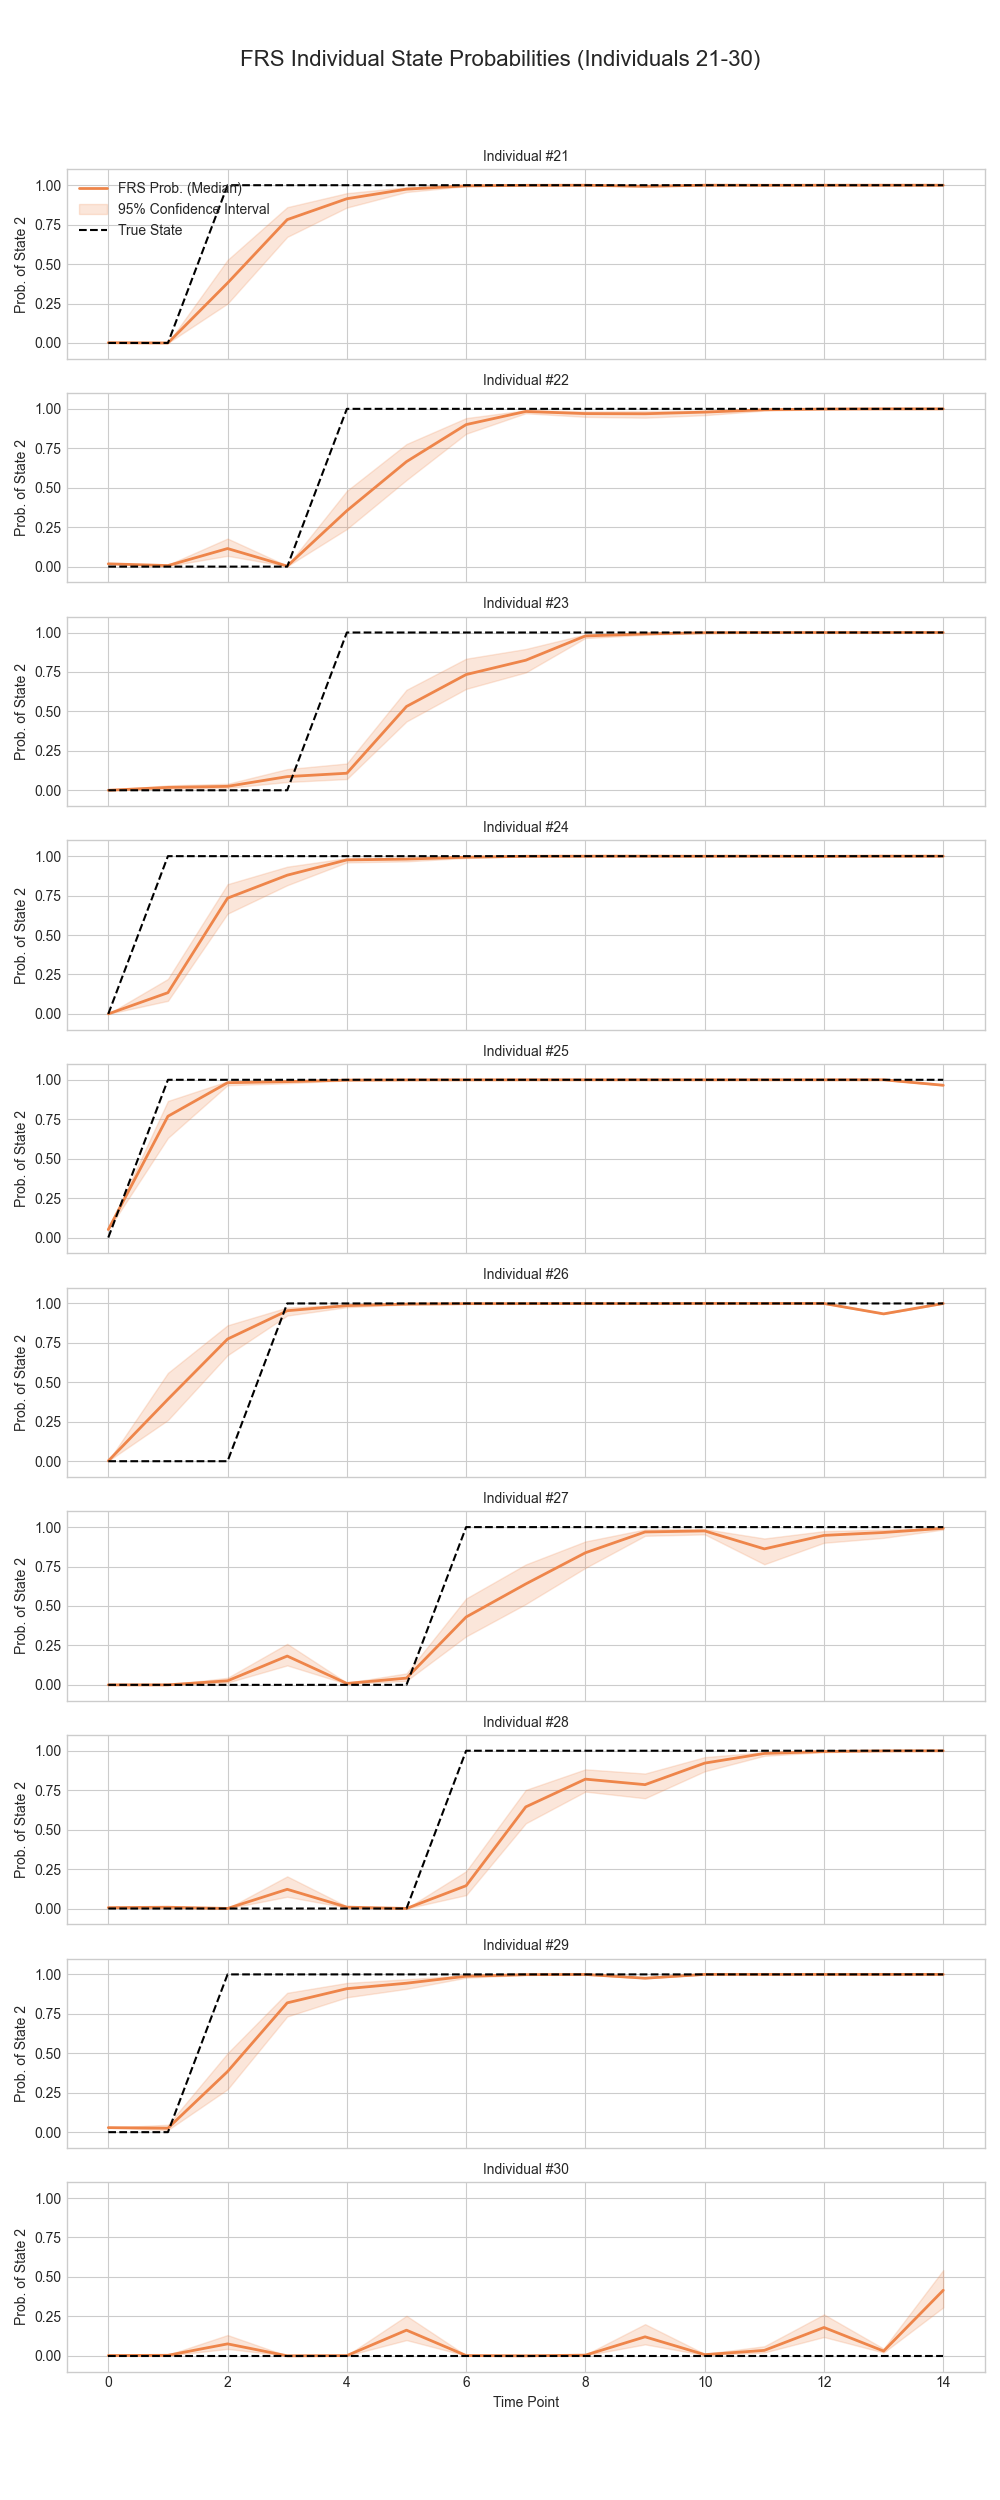 FRS Individual State Probabilities (Individuals 21-30)
Individual #21
FRS Prob. (Median)
95% Confidence Interval
True State
1.00
0.75
0.50
0.25
0.00
Prob. of State 2
Individual #22
1.00
0.75
0.50
0.25
0.00
Prob. of State 2
Individual #23
1.00
0.75
0.50
0.25
0.00
Prob. of State 2
Individual #24
1.00
0.75
0.50
0.25
0.00
Prob. of State 2
Individual #25
1.00
0.75
0.50
0.25
0.00
Prob. of State 2
Individual #26
1.00
0.75
0.50
0.25
0.00
Prob. of State 2
Individual #27
1.00
0.75
0.50
0.25
0.00
Prob. of State 2
Individual #28
1.00
0.75
0.50
0.25
0.00
Prob. of State 2
Individual #29
1.00
0.75
0.50
0.25
0.00
Prob. of State 2
Individual #30
1.00
0.75
0.50
0.25
0.00
Prob. of State 2
0 2 4 6 8 10 12 14
Time Point